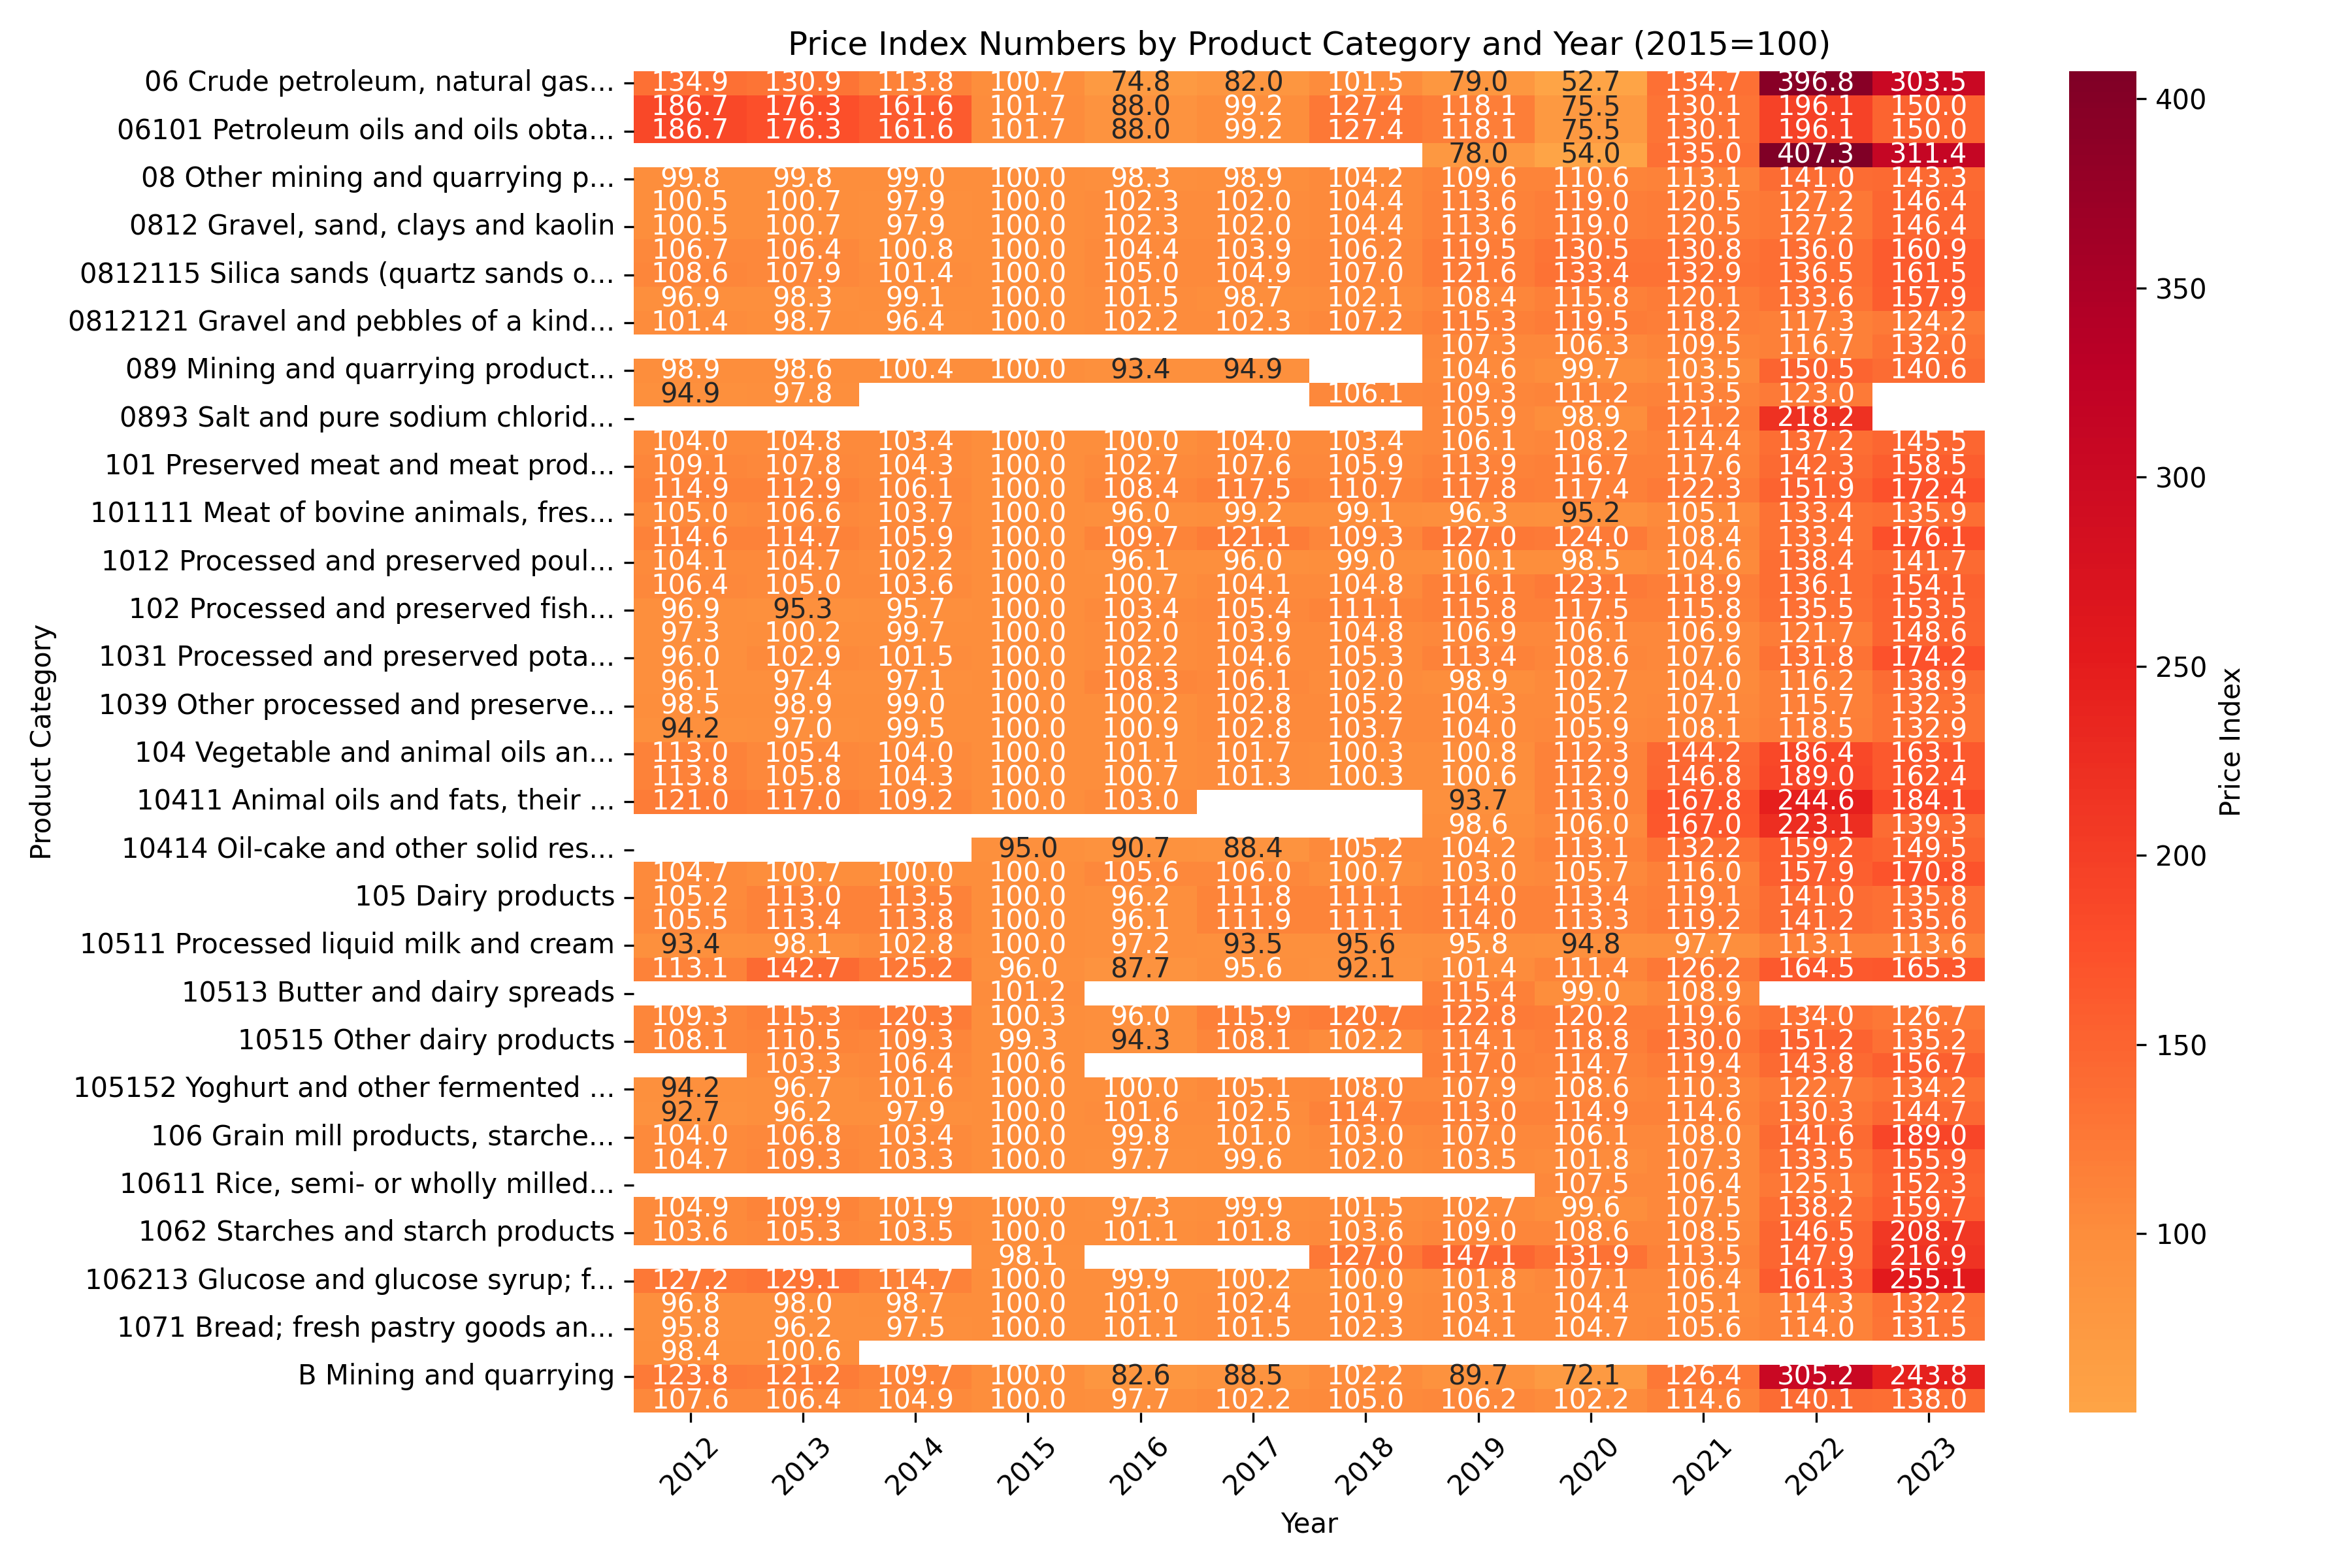 Price Index Numbers by Product Category and Year (2015=100)
06 Crude petroleum, natural gas... 134.9 130.9 113.8 100.7 74.8 82.0 101.5 79.0 52.7 134.7 396.8 303.5
186.7 176.3 161.6 101.7 88.0 99.2 127.4 118.1 75.5 130.1 196.1 150.0
06101 Petroleum oils and oils obta... 186.7 176.3 161.6 101.7 88.0 99.2 127.4 118.1 75.5 130.1 196.1 150.0
78.0 54.0 135.0 407.3 311.4
08 Other mining and quarrying p... 99.8 99.8 99.0 100.0 98.3 98.9 104.2 109.6 110.6 113.1 141.0 143.3
100.5 100.7 97.9 100.0 102.3 102.0 104.4 113.6 119.0 120.5 127.2 146.4
0812 Gravel, sand, clays and kaolin 100.5 100.7 97.9 100.0 102.3 102.0 104.4 113.6 119.0 120.5 127.2 146.4
106.7 106.4 100.8 100.0 104.4 103.9 106.2 119.5 130.5 130.8 136.0 160.9
0812115 Silica sands (quartz sands o... 108.6 107.9 101.4 100.0 105.0 104.9 107.0 121.6 133.4 132.9 136.5 161.5
96.9 98.3 99.1 100.0 101.5 98.7 102.1 108.4 115.8 120.1 133.6 157.9
0812121 Gravel and pebbles of a kind... 101.4 98.7 96.4 100.0 102.2 102.3 107.2 115.3 119.5 118.2 117.3 124.2
107.3 106.3 109.5 116.7 132.0
089 Mining and quarrying product... 98.9 98.6 100.4 100.0 93.4 94.9 104.6 99.7 103.5 150.5 140.6
94.9 97.8 106.1 109.3 111.2 113.5 123.0
0893 Salt and pure sodium chlorid... 105.9 98.9 121.2 218.2
104.0 104.8 103.4 100.0 100.0 104.0 103.4 106.1 108.2 114.4 137.2 145.5
101 Preserved meat and meat prod... 109.1 107.8 104.3 100.0 102.7 107.6 105.9 113.9 116.7 117.6 142.3 158.5
114.9 112.9 106.1 100.0 108.4 117.5 110.7 117.8 117.4 122.3 151.9 172.4
101111 Meat of bovine animals, fres... 105.0 106.6 103.7 100.0 96.0 99.2 99.1 96.3 95.2 105.1 133.4 135.9
114.6 114.7 105.9 100.0 109.7 121.1 109.3 127.0 124.0 108.4 133.4 176.1
1012 Processed and preserved poul... 104.1 104.7 102.2 100.0 96.1 96.0 99.0 100.1 98.5 104.6 138.4 141.7
106.4 105.0 103.6 100.0 100.7 104.1 104.8 116.1 123.1 118.9 136.1 154.1
102 Processed and preserved fish... 96.9 95.3 95.7 100.0 103.4 105.4 111.1 115.8 117.5 115.8 135.5 153.5
97.3 100.2 99.7 100.0 102.0 103.9 104.8 106.9 106.1 106.9 121.7 148.6
1031 Processed and preserved pota... 96.0 102.9 101.5 100.0 102.2 104.6 105.3 113.4 108.6 107.6 131.8 174.2
96.1 97.4 97.1 100.0 108.3 106.1 102.0 98.9 102.7 104.0 116.2 138.9
1039 Other processed and preserve... 98.5 98.9 99.0 100.0 100.2 102.8 105.2 104.3 105.2 107.1 115.7 132.3
94.2 97.0 99.5 100.0 100.9 102.8 103.7 104.0 105.9 108.1 118.5 132.9
104 Vegetable and animal oils an... 113.0 105.4 104.0 100.0 101.1 101.7 100.3 100.8 112.3 144.2 186.4 163.1
113.8 105.8 104.3 100.0 100.7 101.3 100.3 100.6 112.9 146.8 189.0 162.4
10411 Animal oils and fats, their ... 121.0 117.0 109.2 100.0 103.0 93.7 113.0 167.8 244.6 184.1
98.6 106.0 167.0 223.1 139.3
10414 Oil-cake and other solid res... 95.0 90.7 88.4 105.2 104.2 113.1 132.2 159.2 149.5
104.7 100.7 100.0 100.0 105.6 106.0 100.7 103.0 105.7 116.0 157.9 170.8
105 Dairy products 105.2 113.0 113.5 100.0 96.2 111.8 111.1 114.0 113.4 119.1 141.0 135.8
105.5 113.4 113.8 100.0 96.1 111.9 111.1 114.0 113.3 119.2 141.2 135.6
10511 Processed liquid milk and cream 93.4 98.1 102.8 100.0 97.2 93.5 95.6 95.8 94.8 97.7 113.1 113.6
113.1 142.7 125.2 96.0 87.7 95.6 92.1 101.4 111.4 126.2 164.5 165.3
10513 Butter and dairy spreads 101.2 115.4 99.0 108.9
109.3 115.3 120.3 100.3 96.0 115.9 120.7 122.8 120.2 119.6 134.0 126.7
10515 Other dairy products 108.1 110.5 109.3 99.3 94.3 108.1 102.2 114.1 118.8 130.0 151.2 135.2
103.3 106.4 100.6 117.0 114.7 119.4 143.8 156.7
105152 Yoghurt and other fermented ... 94.2 96.7 101.6 100.0 100.0 105.1 108.0 107.9 108.6 110.3 122.7 134.2
92.7 96.2 97.9 100.0 101.6 102.5 114.7 113.0 114.9 114.6 130.3 144.7
106 Grain mill products, starche... 104.0 106.8 103.4 100.0 99.8 101.0 103.0 107.0 106.1 108.0 141.6 189.0
104.7 109.3 103.3 100.0 97.7 99.6 102.0 103.5 101.8 107.3 133.5 155.9
10611 Rice, semi- or wholly milled... 107.5 106.4 125.1 152.3
104.9 109.9 101.9 100.0 97.3 99.9 101.5 102.7 99.6 107.5 138.2 159.7
1062 Starches and starch products 103.6 105.3 103.5 100.0 101.1 101.8 103.6 109.0 108.6 108.5 146.5 208.7
98.1 127.0 147.1 131.9 113.5 147.9 216.9
106213 Glucose and glucose syrup; f... 127.2 129.1 114.7 100.0 99.9 100.2 100.0 101.8 107.1 106.4 161.3 255.1
96.8 98.0 98.7 100.0 101.0 102.4 101.9 103.1 104.4 105.1 114.3 132.2
1071 Bread; fresh pastry goods an... 95.8 96.2 97.5 100.0 101.1 101.5 102.3 104.1 104.7 105.6 114.0 131.5
98.4 100.6
B Mining and quarrying 123.8 121.2 109.7 100.0 82.6 88.5 102.2 89.7 72.1 126.4 305.2 243.8
107.6 106.4 104.9 100.0 97.7 102.2 105.0 106.2 102.2 114.6 140.1 138.0
2012 2013 2014 2015 2016 2017 2018 2019 2020 2021 2022 2023
Year
Product Category
400
350
300
250
200
150
100
Price Index